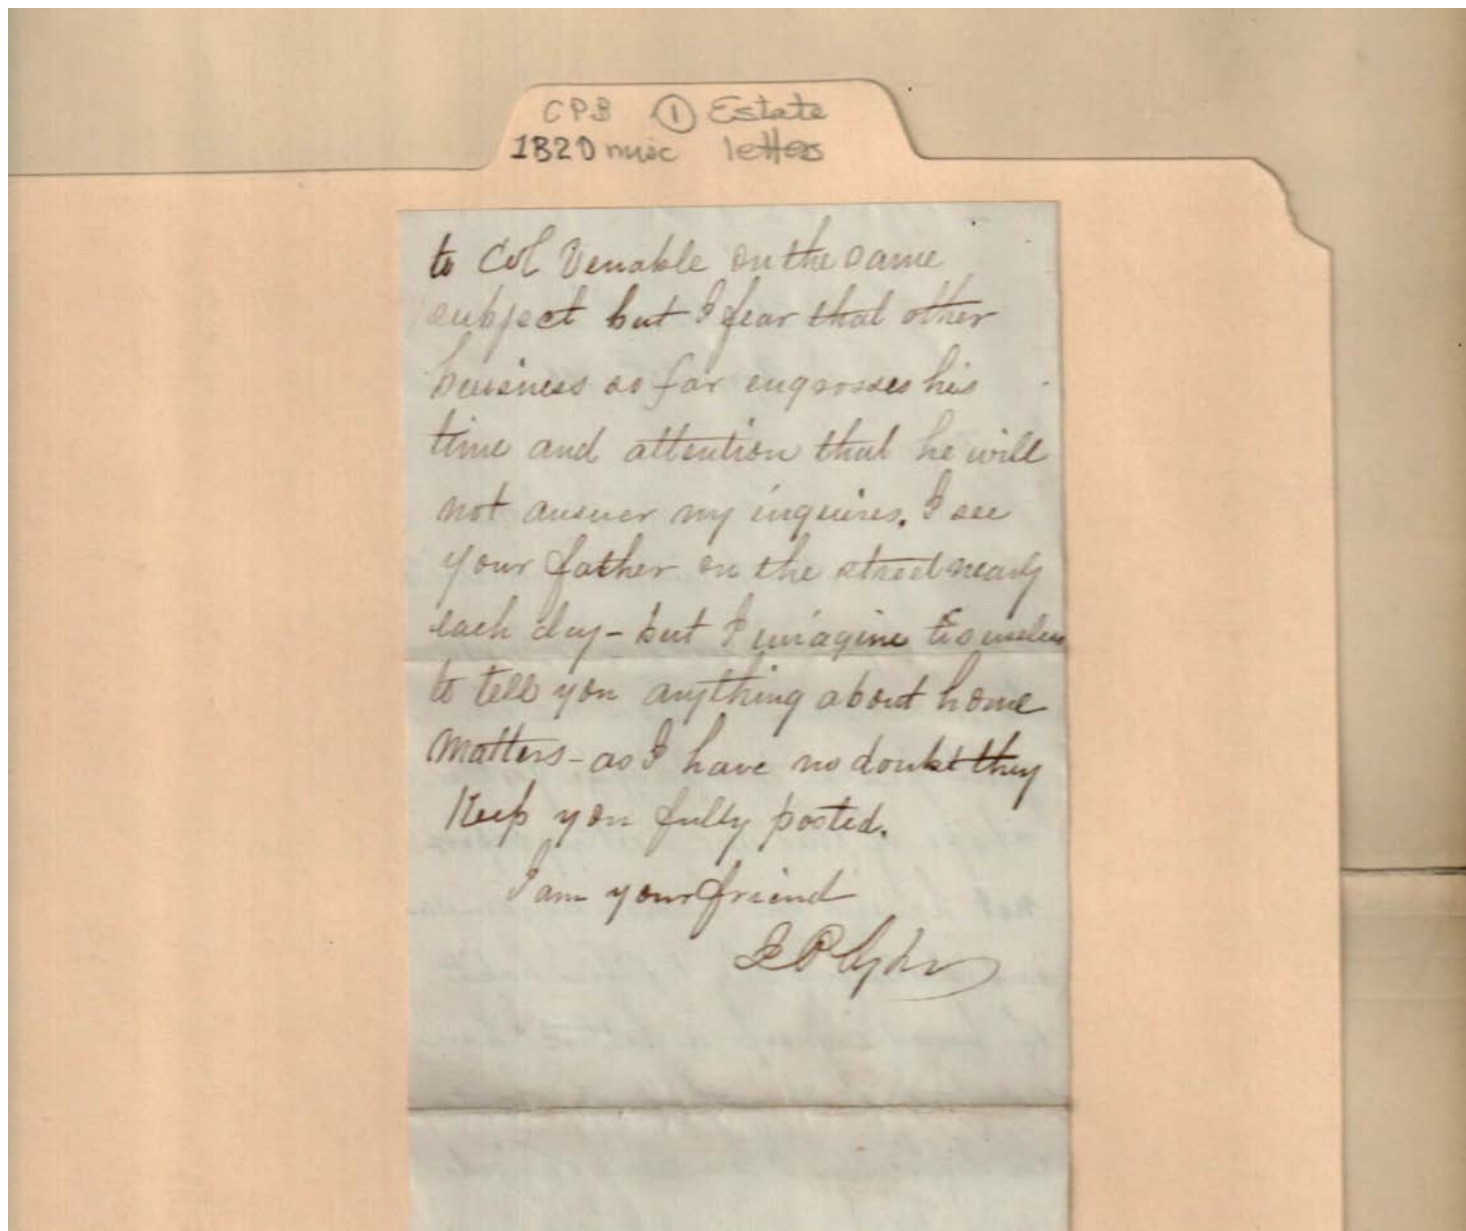 CPB ① Estate
1820 misc letters
to Col Venable on the same
subject but I fear that other
business so far engrosses his
time and attention that he will
not answer my inquires. I see
your father on the street nearly
each day - but I imagine tis useless
to tell you anything about home
matters - as I have no doubt they
Keep you fully posted.
I am your friend